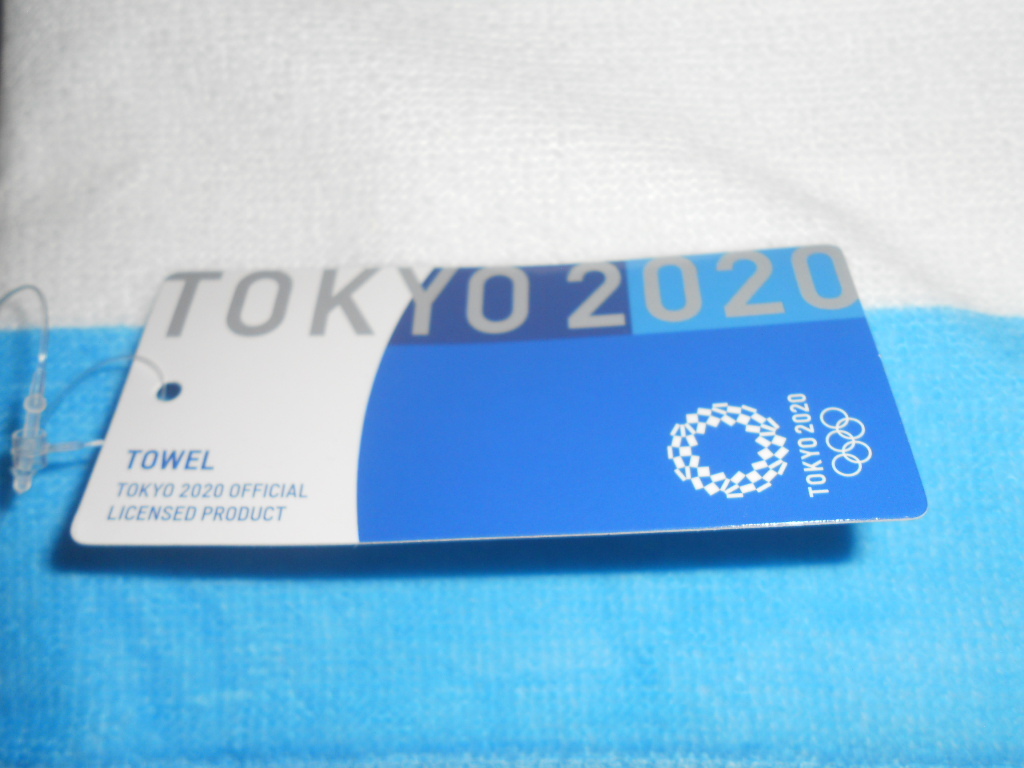 TOKYO 2020
TOWEL
TOKYO 2020 OFFICIAL
LICENSED PRODUCT
TOKYO 2020